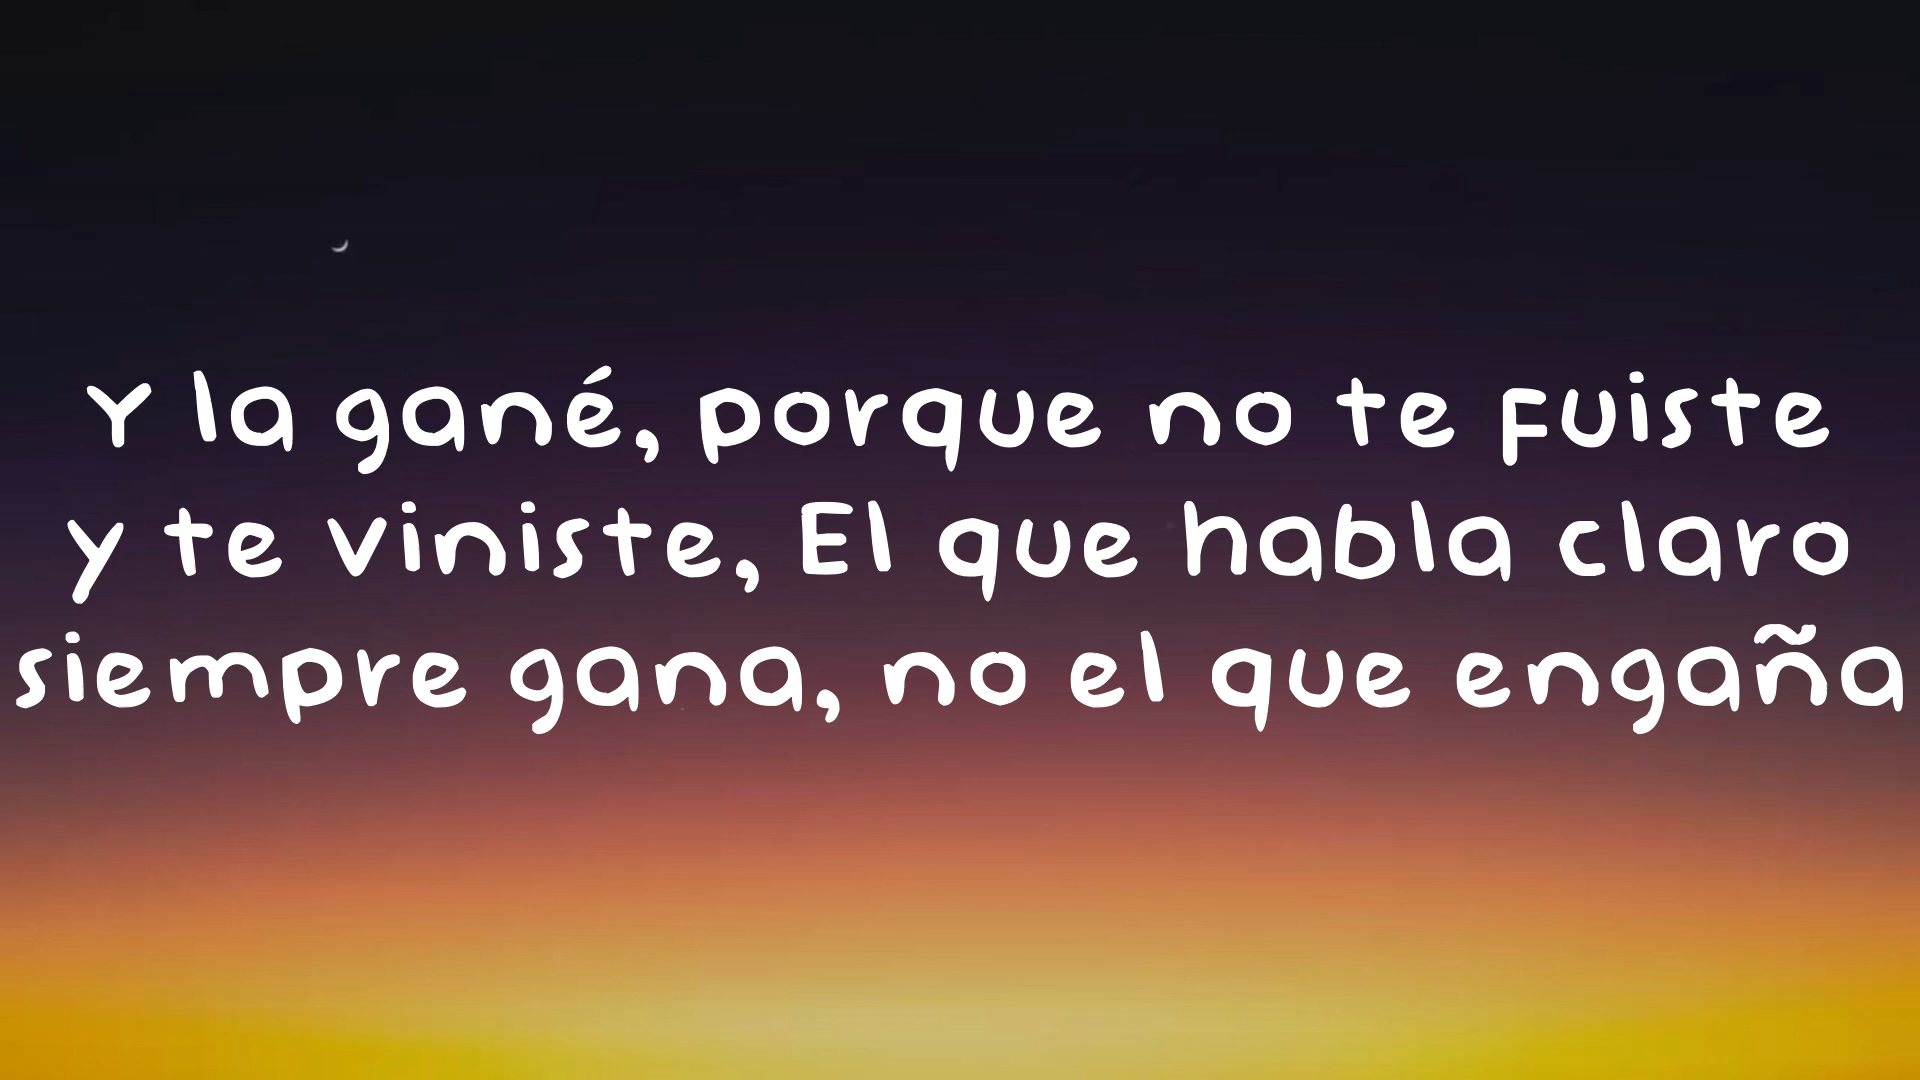 Y la gané, porque no te fuiste
y te viniste, El que habla claro
siempre gana, no el que engaña